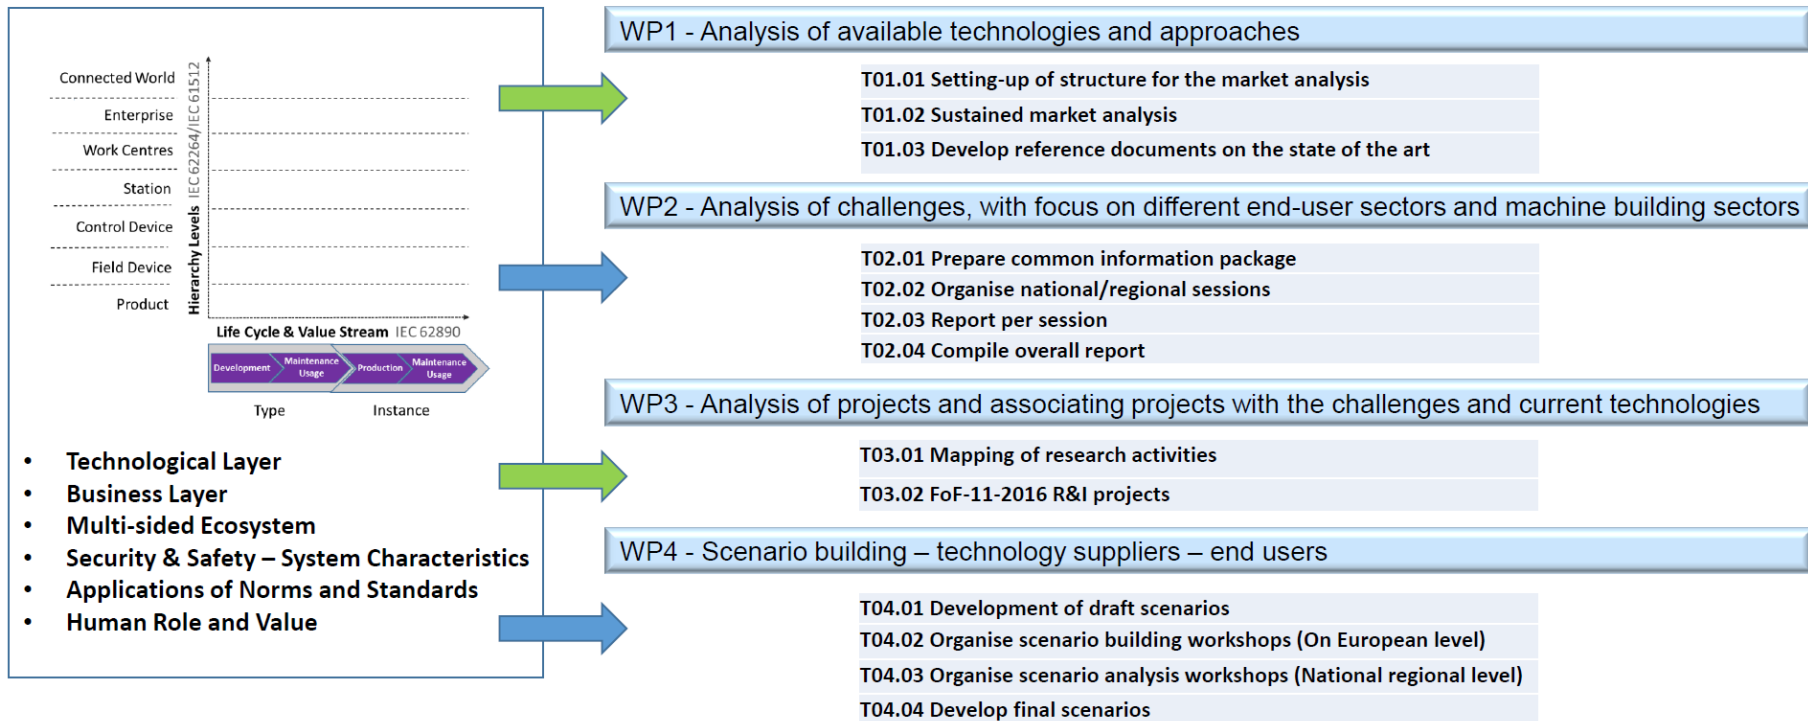 Connected World
Enterprise
Work Centres
Station
Control Device
Field Device
Product
Hierarchy Levels IEC 62264/IEC 61512
Life Cycle & Value Stream IEC 62890
Development
Maintenance
Usage
Production
Maintenance
Usage
Type
Instance
• Technological Layer
• Business Layer
• Multi-sided Ecosystem
• Security & Safety – System Characteristics
• Applications of Norms and Standards
• Human Role and Value
WP1 - Analysis of available technologies and approaches
T01.01 Setting-up of structure for the market analysis
T01.02 Sustained market analysis
T01.03 Develop reference documents on the state of the art
WP2 - Analysis of challenges, with focus on different end-user sectors and machine building sectors
T02.01 Prepare common information package
T02.02 Organise national/regional sessions
T02.03 Report per session
T02.04 Compile overall report
WP3 - Analysis of projects and associating projects with the challenges and current technologies
T03.01 Mapping of research activities
T03.02 FoF-11-2016 R&I projects
WP4 - Scenario building – technology suppliers – end users
T04.01 Development of draft scenarios
T04.02 Organise scenario building workshops (On European level)
T04.03 Organise scenario analysis workshops (National regional level)
T04.04 Develop final scenarios